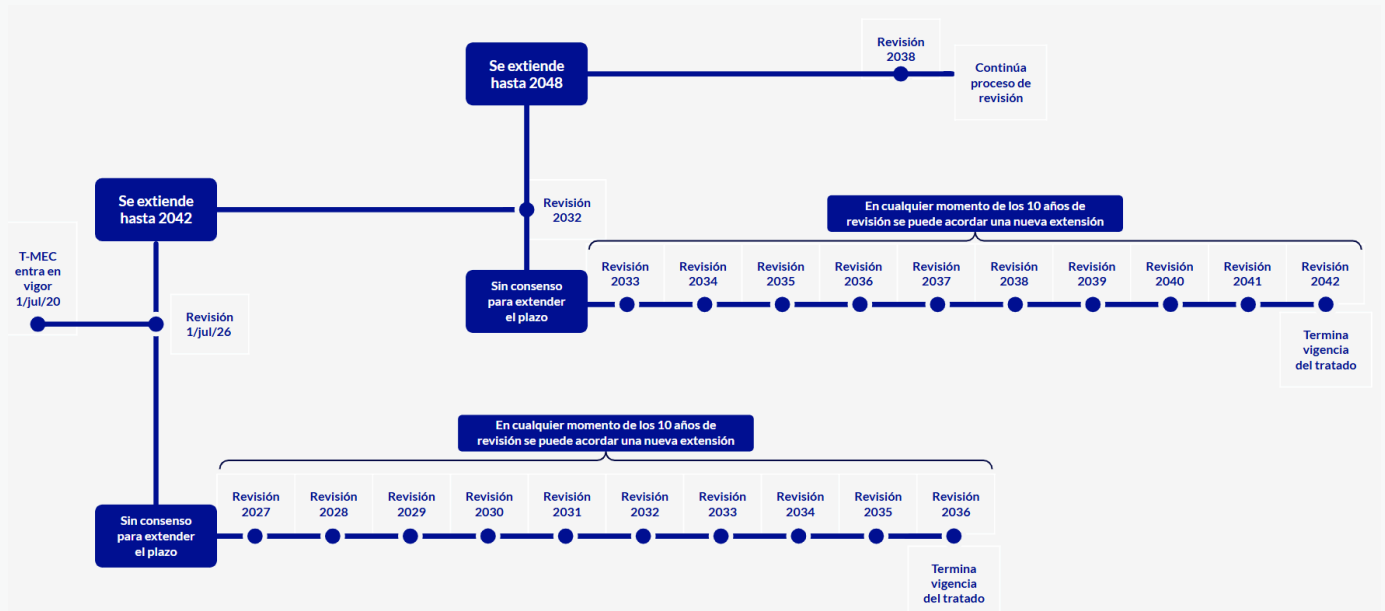 Se extiende
hasta 2048
Revisión
2038
Continúa
proceso de
revisión
Se extiende
hasta 2042
Revisión
2032
En cualquier momento de los 10 años de
revisión se puede acordar una nueva extensión
T-MEC
entra en
vigor
1/jul/20
Revisión
1/jul/26
Sin consenso
para extender
el plazo
Revisión
2033
Revisión
2034
Revisión
2035
Revisión
2036
Revisión
2037
Revisión
2038
Revisión
2039
Revisión
2040
Revisión
2041
Revisión
2042
Termina
vigencia
del tratado
En cualquier momento de los 10 años de
revisión se puede acordar una nueva extensión
Sin consenso
para extender
el plazo
Revisión
2027
Revisión
2028
Revisión
2029
Revisión
2030
Revisión
2031
Revisión
2032
Revisión
2033
Revisión
2034
Revisión
2035
Revisión
2036
Termina
vigencia
del tratado